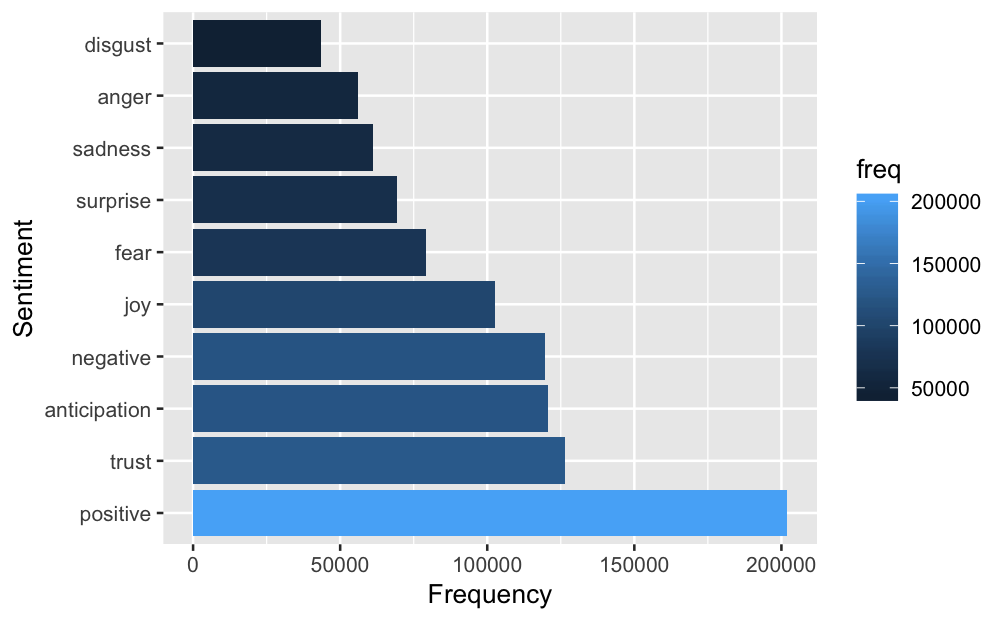 Sentiment
disgust
anger
sadness
surprise
fear
joy
negative
anticipation
trust
positive
0 50000 100000 150000 200000
Frequency
freq
200000
150000
100000
50000